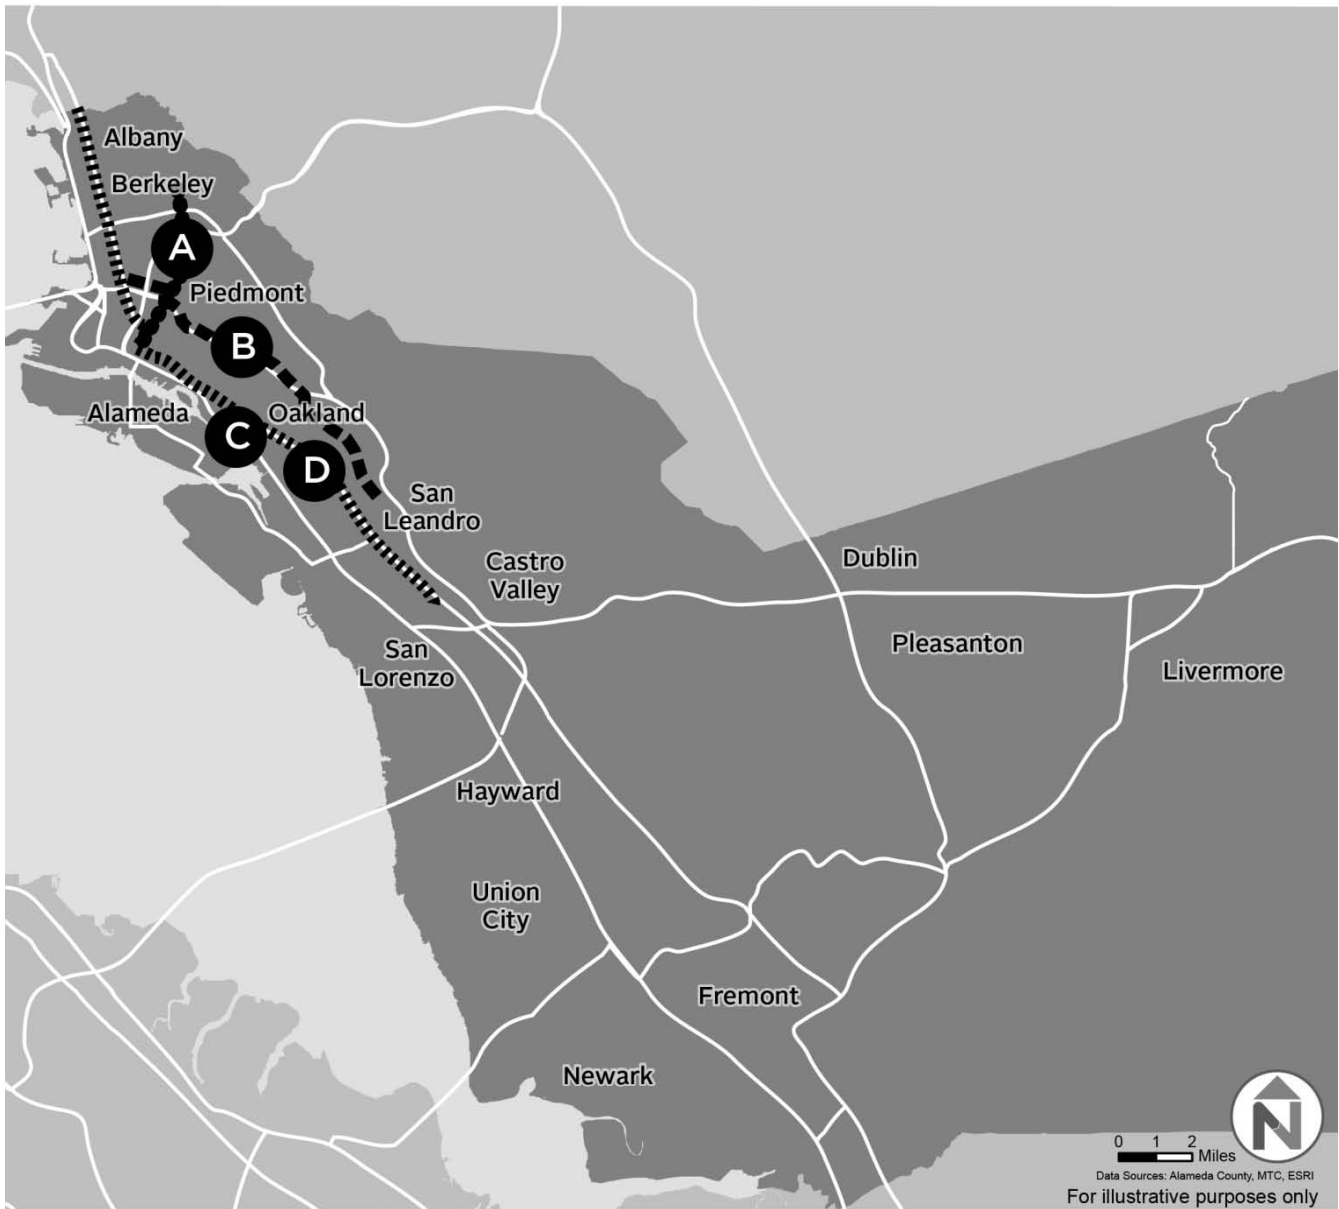 Albany
Berkeley
A
Piedmont
B
Alameda
Oakland
C
D
San
Leandro
Castro
Valley
Dublin
San
Lorenzo
Pleasanton
Livermore
Hayward
Union
City
Fremont
Newark
N
0 1 2
Miles
Data Sources: Alameda County, MTC, ESRI
For illustrative purposes only